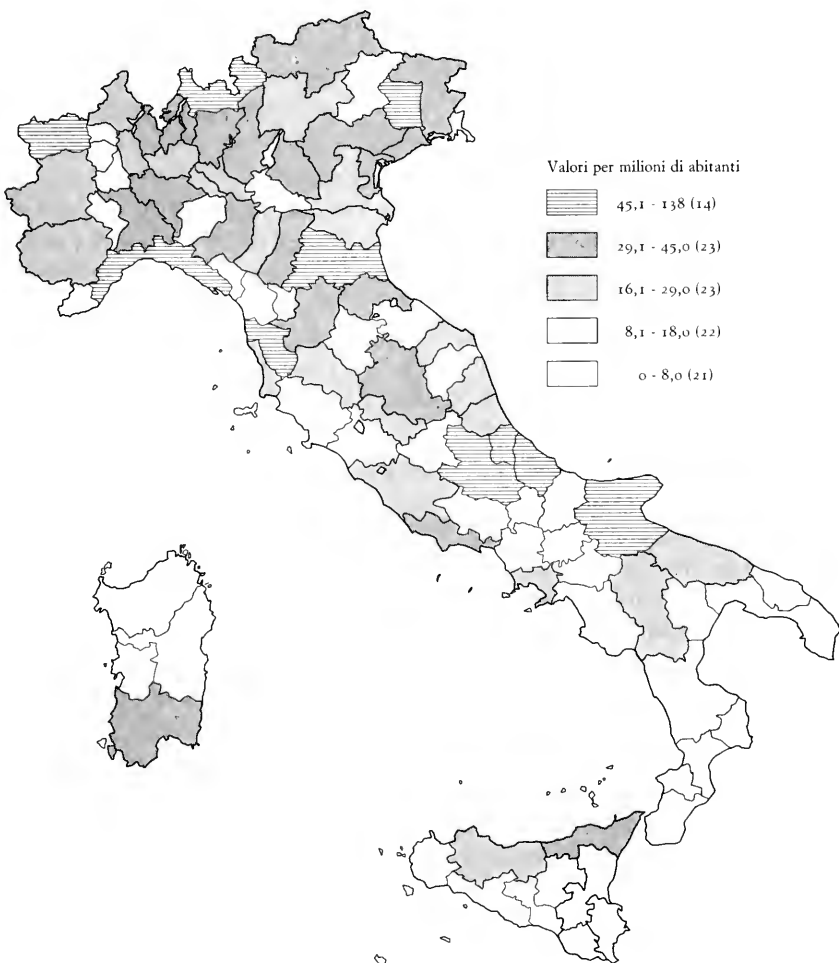 Valori per milioni di abitanti
45,1 - 138 (14)
29,1 - 45,0 (23)
16,1 - 29,0 (23)
8,1 - 18,0 (22)
0 - 8,0 (21)